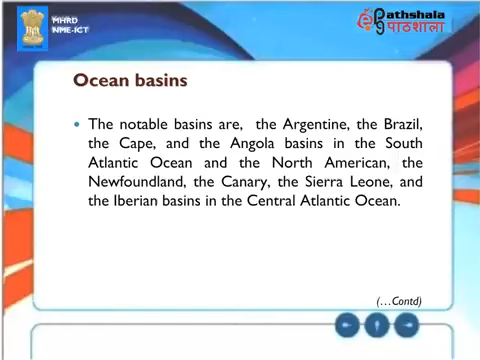 MHRD
NME-ICT
ePathshala
पाठशाला
Ocean basins
• The notable basins are, the Argentine, the Brazil,
the Cape, and the Angola basins in the South
Atlantic Ocean and the North American, the
Newfoundland, the Canary, the Sierra Leone, and
the Iberian basins in the Central Atlantic Ocean.
(...Contd)